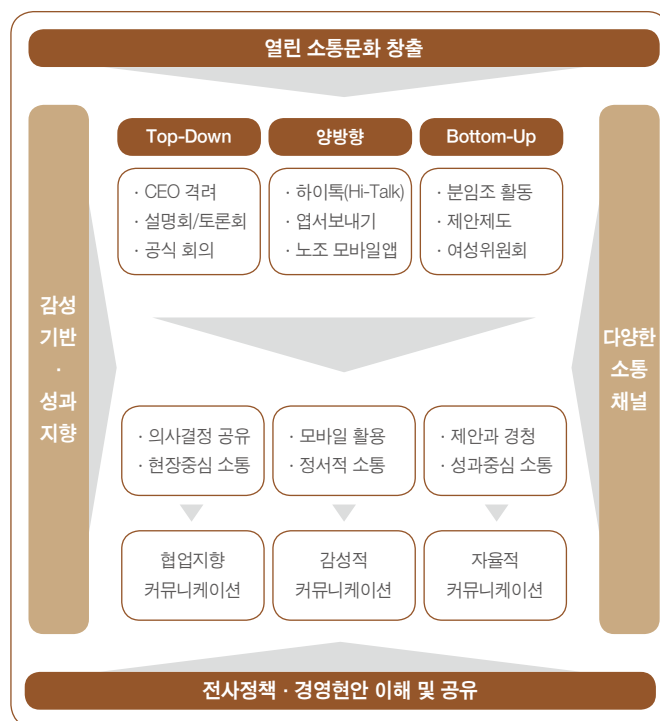 열린 소통문화 창출
Top-Down
· CEO 격려
· 설명회/토론회
· 공식 회의
양방향
· 하이톡(Hi-Talk)
· 엽서보내기
· 노조 모바일앱
Bottom-Up
· 분임조 활동
· 제안제도
· 여성위원회
감성
기반
·
성과
지향
다양한
소통
채널
· 의사결정 공유
· 현장중심 소통
· 모바일 활용
· 정서적 소통
· 제안과 경청
· 성과중심 소통
협업지향
커뮤니케이션
감성적
커뮤니케이션
자율적
커뮤니케이션
전사정책 · 경영현안 이해 및 공유